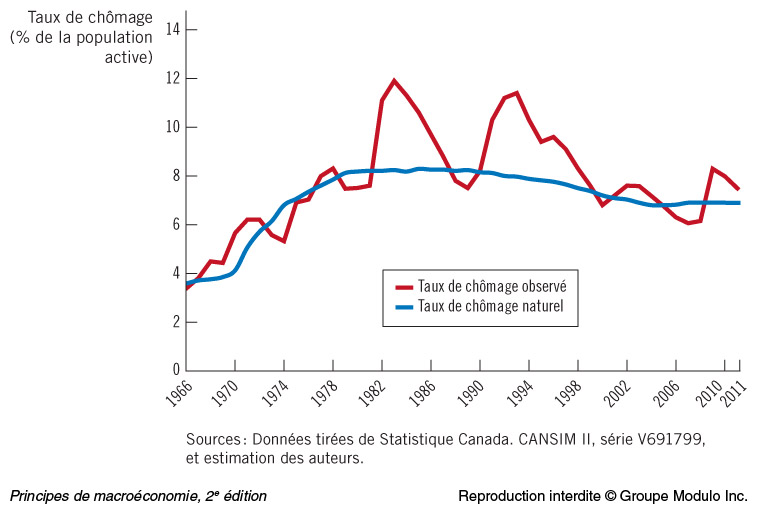 Taux de chômage
(% de la population
active)
14
12
10
8
6
4
2
0
Taux de chômage observé
Taux de chômage naturel
1966
1970
1974
1978
1982
1986
1990
1994
1998
2002
2006
2010
2011
Sources : Données tirées de Statistique Canada. CANSIM II, série V691799,
et estimation des auteurs.
Principes de macroéconomie, 2e édition
Reproduction interdite © Groupe Modulo Inc.